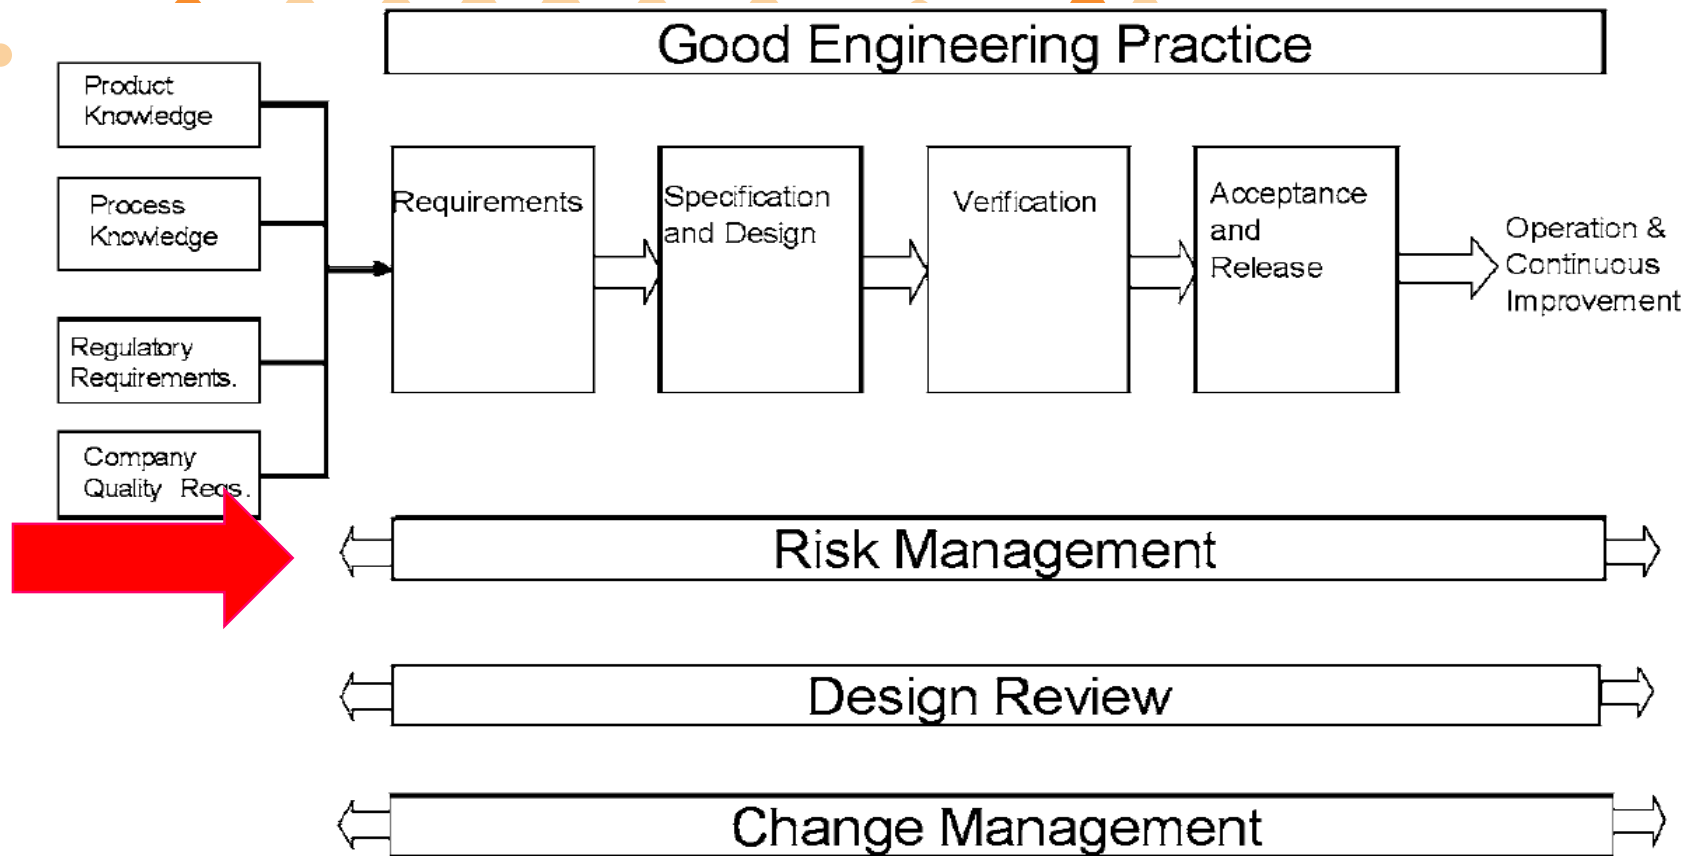 Good Engineering Practice
Product
Knowledge
Process
Knowledge
Regulatory
Requirements.
Company
Quality Reqs.
Requirements
Specification
and Design
Verification
Acceptance
and
Release
Operation &
Continuous
Improvement
Risk Management
Design Review
Change Management